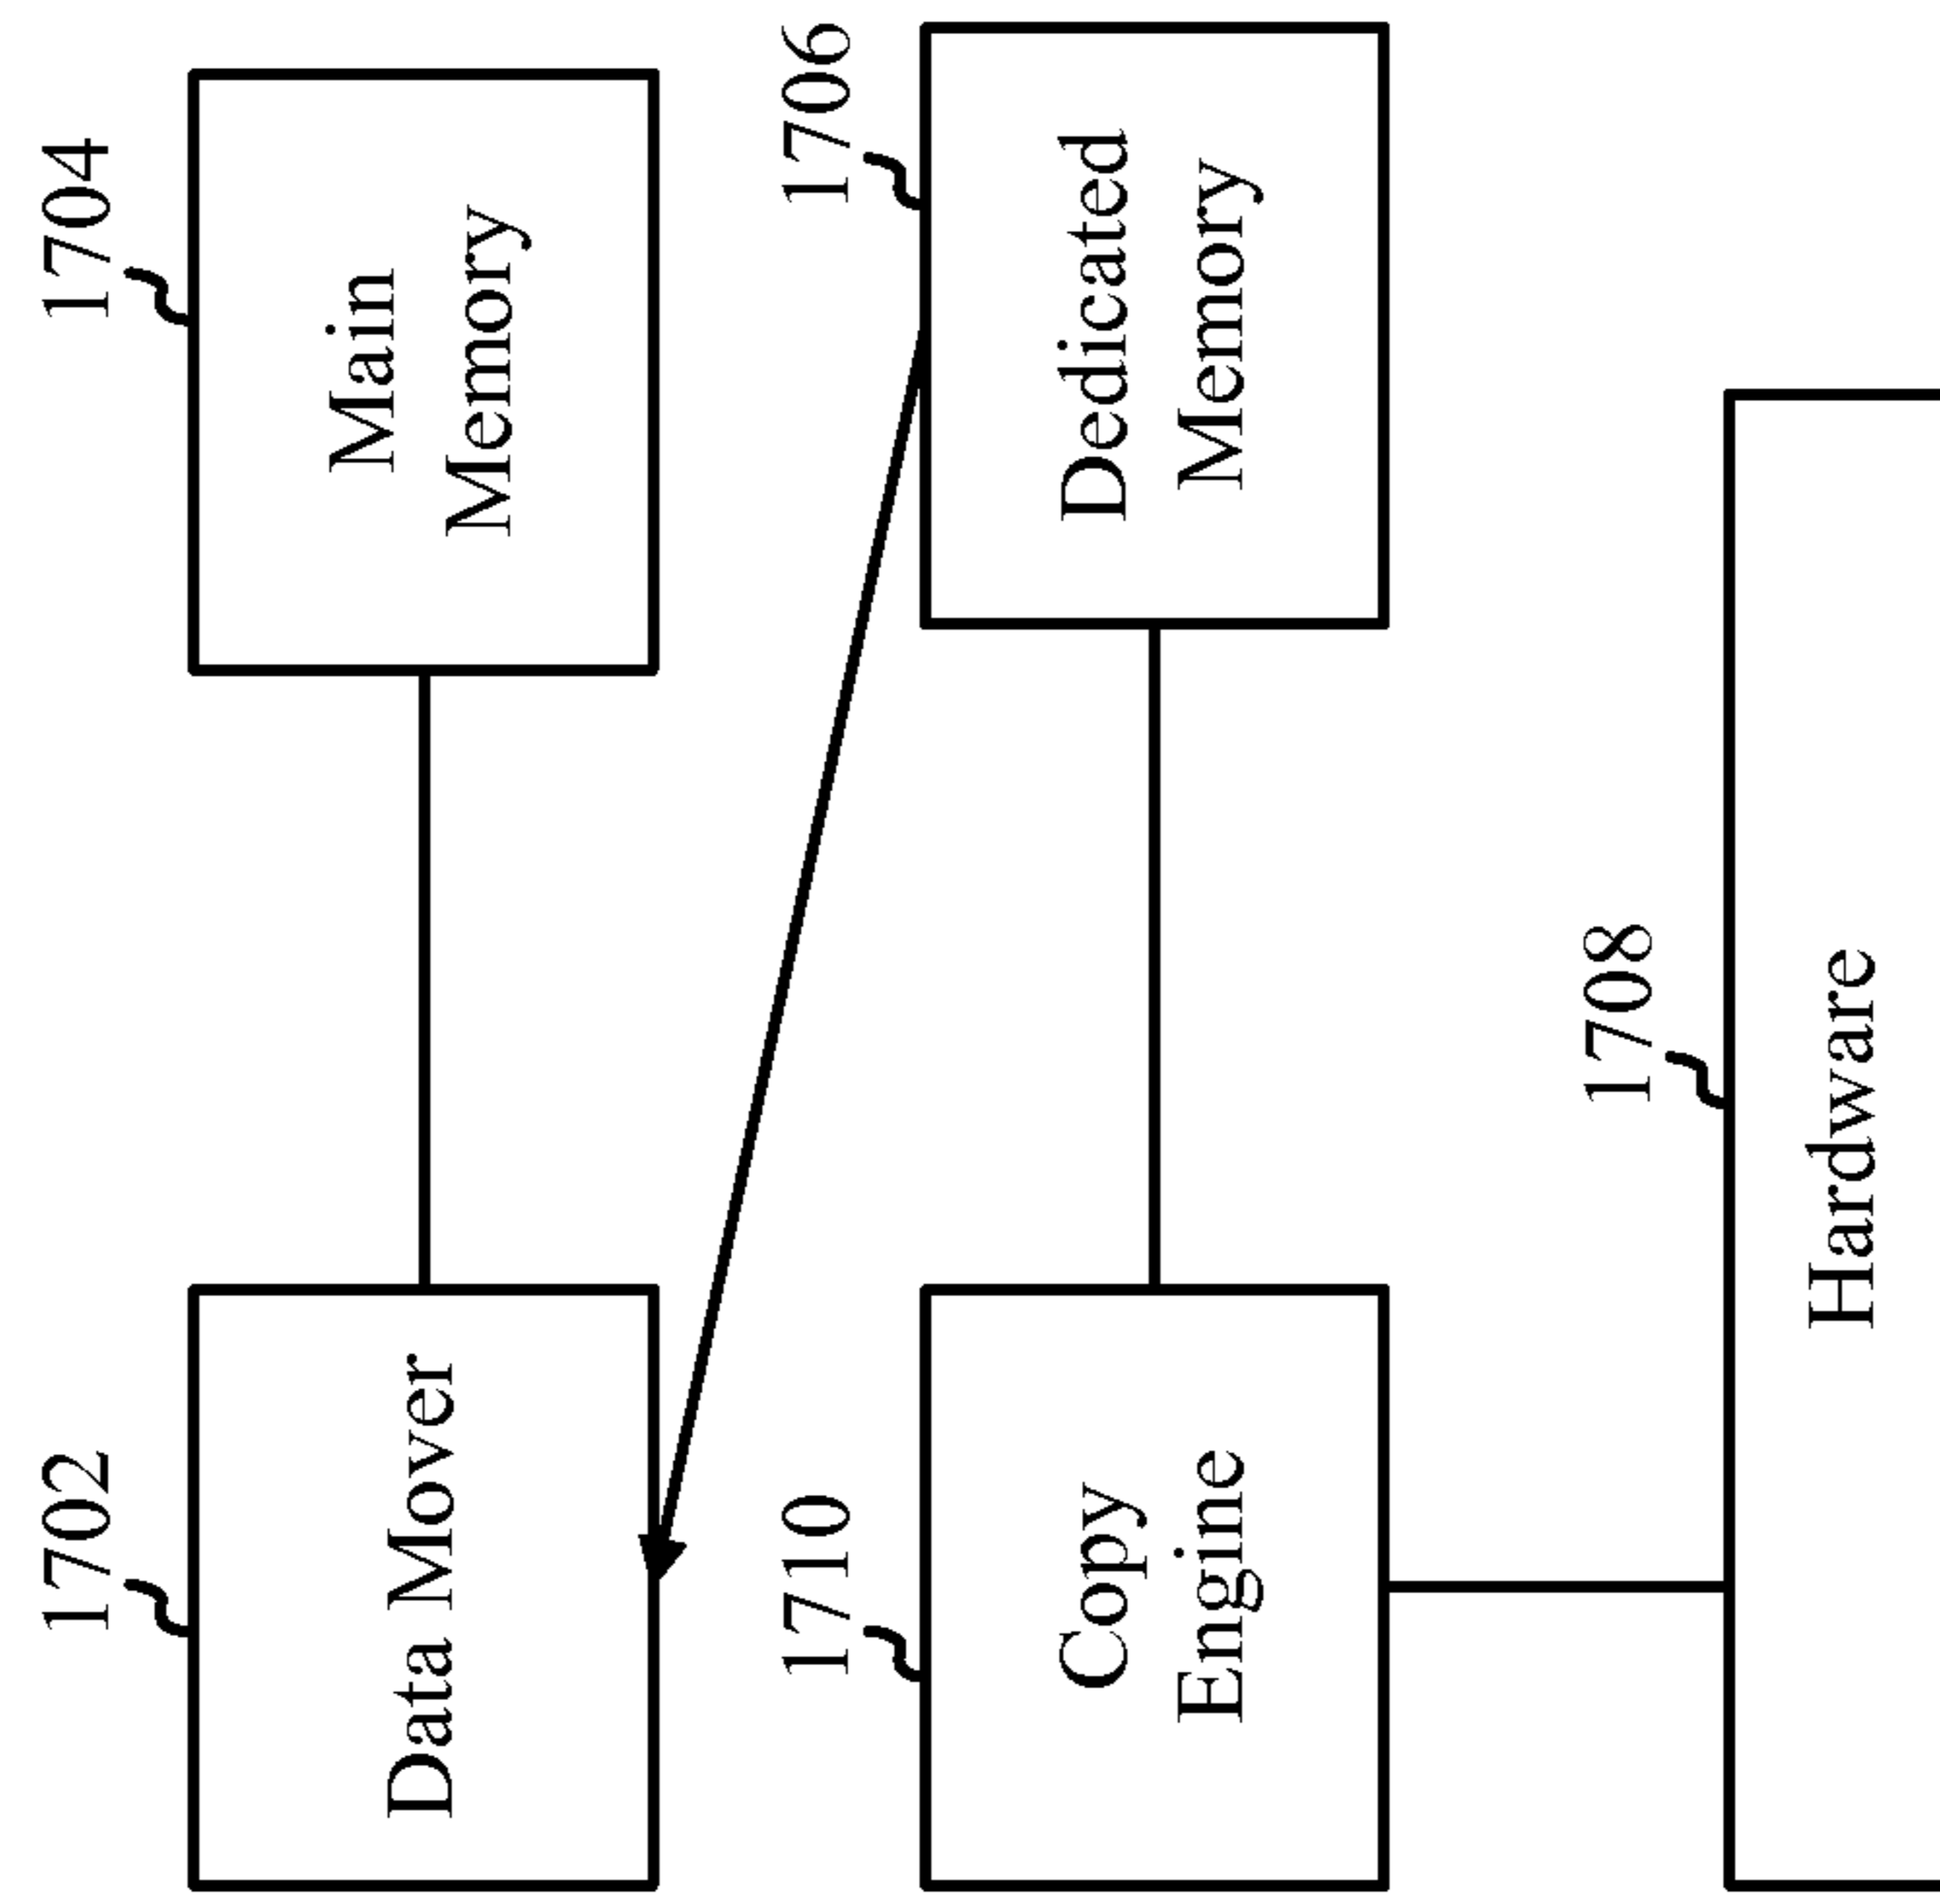 1702
Data Mover
1704
Main
Memory
1710
Copy
Engine
1706
Dedicated
Memory
1708
Hardware